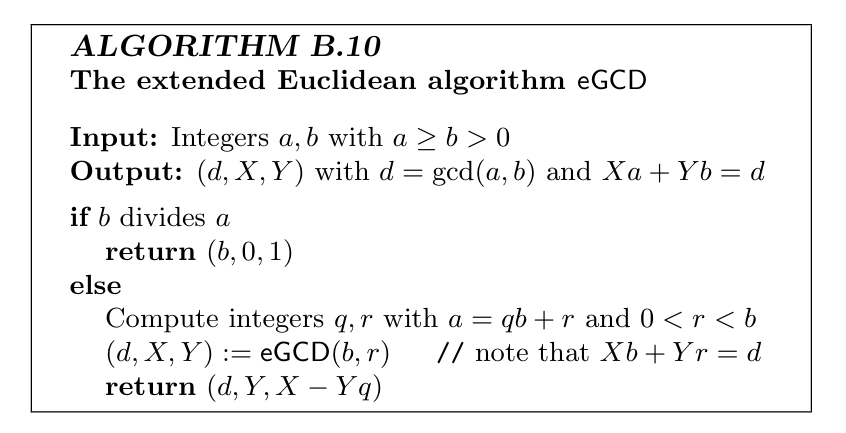 ALGORITHM B.10
The extended Euclidean algorithm eGCD
Input: Integers a, b with a ≥ b > 0
Output: (d, X, Y) with d = gcd(a, b) and Xa + Yb = d
if b divides a
return (b, 0, 1)
else
Compute integers q, r with a = qb + r and 0 < r < b
(d, X, Y) := eGCD(b, r) // note that Xb + Yr = d
return (d, Y, X − Yq)